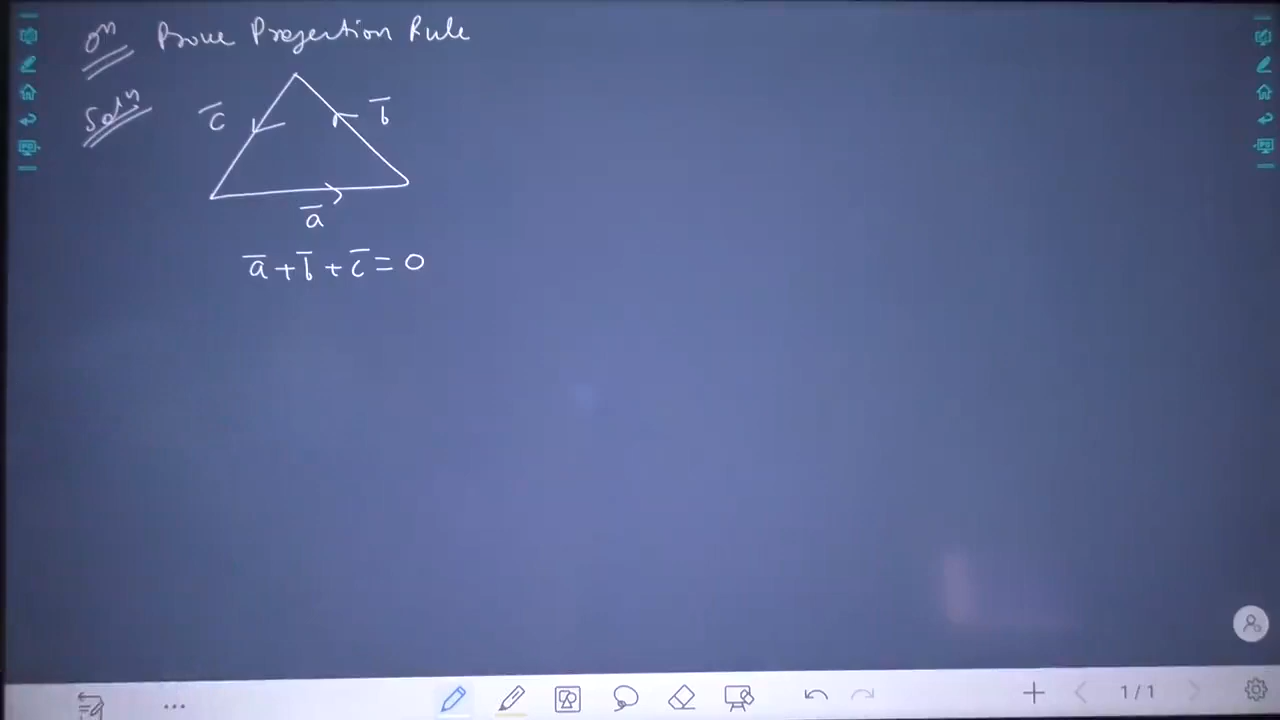 Qn Prove Projection Rule
Soln
c̅ b̅
a̅
a̅ + b̅ + c̅ = 0
1/1